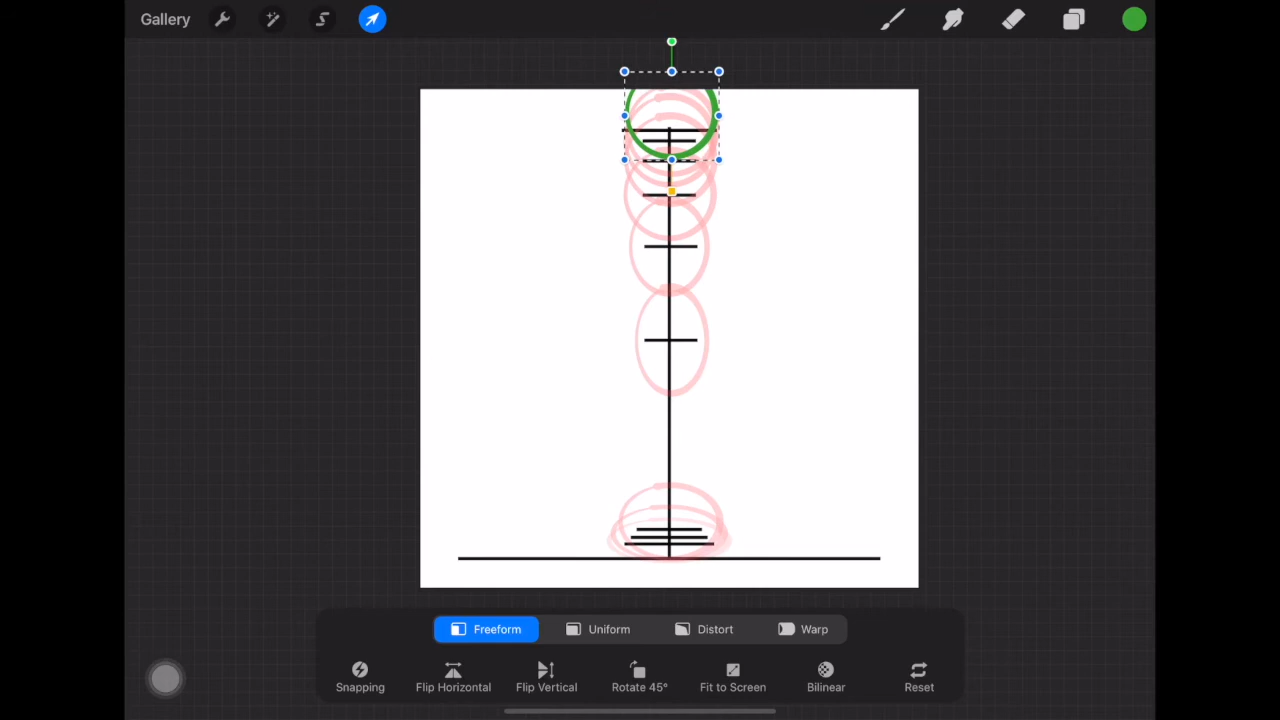 Gallery
Freeform Uniform Distort Warp
Snapping Flip Horizontal Flip Vertical Rotate 45° Fit to Screen Bilinear Reset